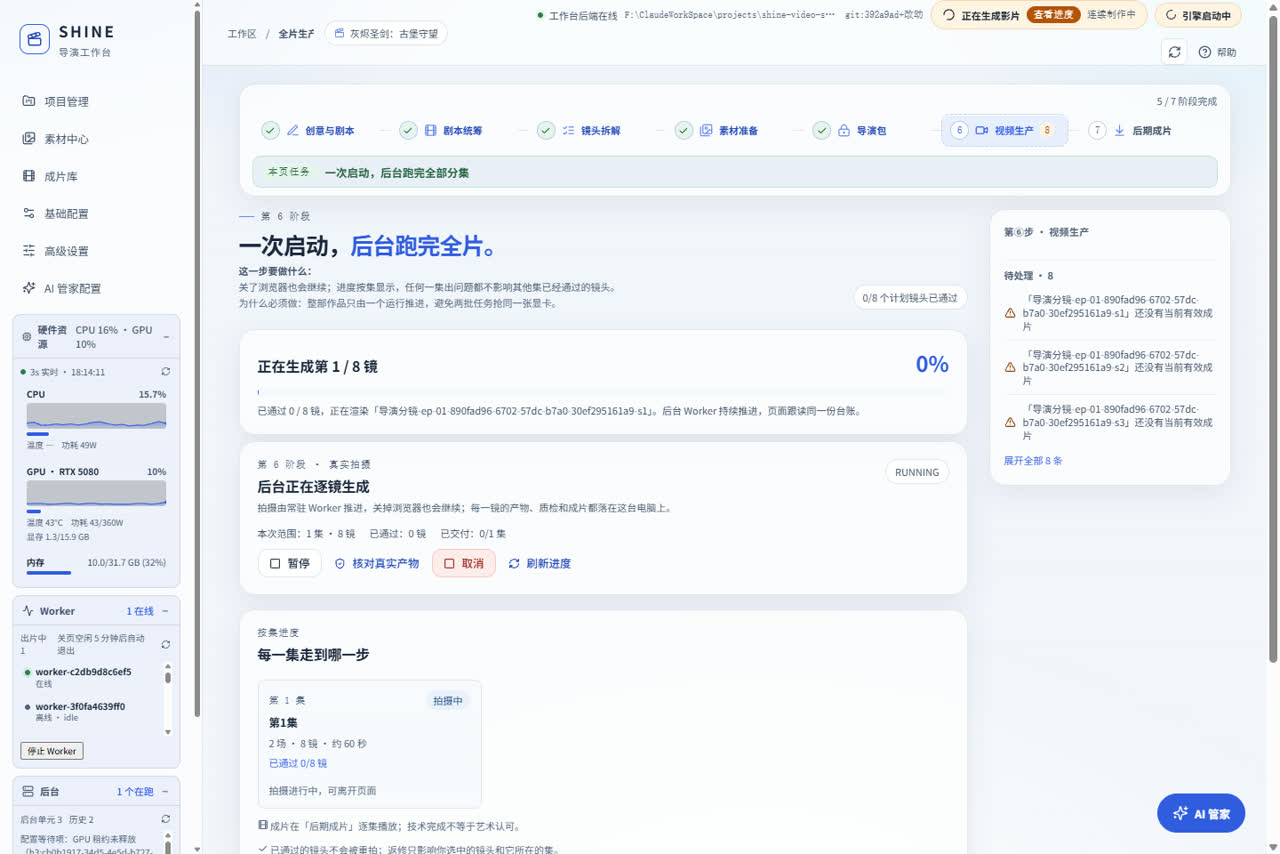 SHINE
导演工作台
项目管理
素材中心
成片库
基础配置
高级设置
AI 管家配置
硬件资源
CPU 16% · GPU 10%
3s 实时 · 18:14:11
CPU 15.7%
温度 — 功耗 49W
GPU · RTX 5080 10%
温度 43°C 功耗 43/360W
显存 1.3/15.9 GB
内存 10.0/31.7 GB (32%)
Worker 1 在线
出片中 1
关页空闲 5 分钟后自动退出
worker-c2db9d8c6ef5
在线
worker-3f0fa4639ff0
离线 · idle
停止 Worker
后台 1 个在跑
后台单元 3 历史 2
配置等待项：GPU 租约未释放
工作台后端在线 F:\ClaudeWorkSpace\projects\shine-video-s··· git:392a9ad+改动
正在生成影片 查看进度 连续制作中
引擎启动中
工作区 / 全片生产
灰烬圣剑：古堡守望
帮助
5 / 7 阶段完成
创意与剧本
剧本统筹
镜头拆解
素材准备
导演包
6 视频生产 8
7 后期成片
本页任务 一次启动，后台跑完全部分集
第 6 阶段
一次启动，后台跑完全片。
这一步要做什么：
关了浏览器也会继续；进度按集显示，任何一集出问题都不影响其他集已经通过的镜头。
为什么必须做：整部作品只由一个运行推进，避免两批任务抢同一张显卡。
0/8 个计划镜头已通过
正在生成第 1 / 8 镜
0%
已通过 0 / 8 镜，正在渲染「导演分镜-ep-01-890fad96-6702-57dc-b7a0-30ef295161a9-s1」。后台 Worker 持续推进，页面跟读同一份台账。
第 6 阶段 · 真实拍摄
后台正在逐镜生成
RUNNING
拍摄由常驻 Worker 推进，关掉浏览器也会继续；每一镜的产物、质检和成片都落在这台电脑上。
本次范围：1 集 · 8 镜 已通过：0 镜 已交付：0/1 集
暂停
核对真实产物
取消
刷新进度
按集进度
每一集走到哪一步
第 1 集 拍摄中
第1集
2 场 · 8 镜 · 约 60 秒
已通过 0/8 镜
拍摄进行中，可离开页面
成片在「后期成片」逐集播放；技术完成不等于艺术认可。
已通过的镜头不会被重拍；返修只影响你选中的镜头和它所在的集。
第⑥步 · 视频生产
待处理 · 8
「导演分镜-ep-01-890fad96-6702-57dc-
b7a0-30ef295161a9-s1」还没有当前有效成
片
「导演分镜-ep-01-890fad96-6702-57dc-
b7a0-30ef295161a9-s2」还没有当前有效成
片
「导演分镜-ep-01-890fad96-6702-57dc-
b7a0-30ef295161a9-s3」还没有当前有效成
片
展开全部 8 条
AI 管家